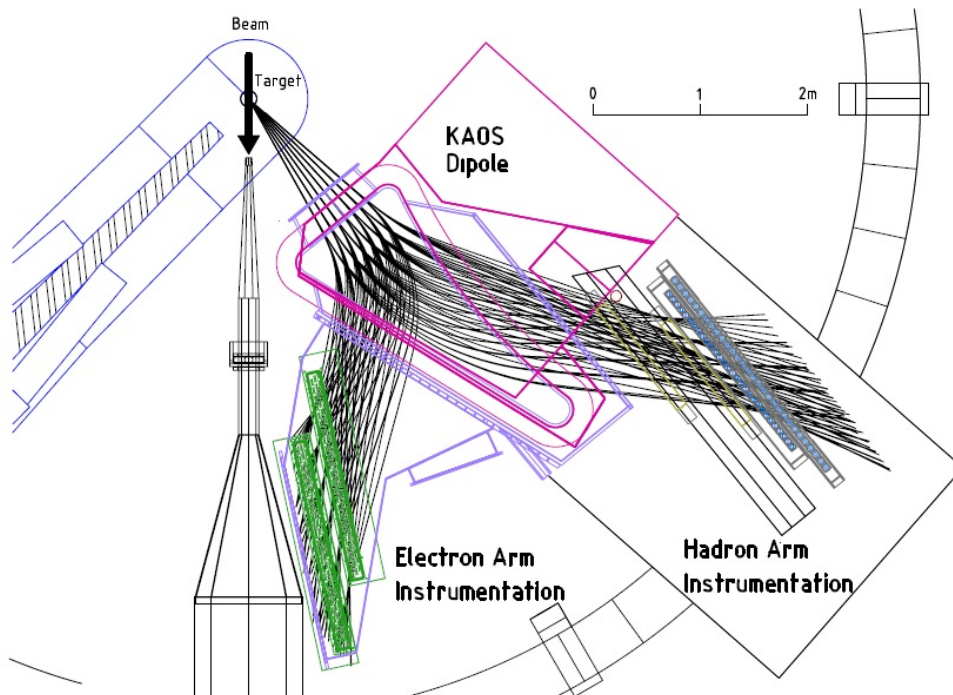 Beam
Target
0 1 2m
KAOS
Dipole
Electron Arm
Instrumentation
Hadron Arm
Instrumentation